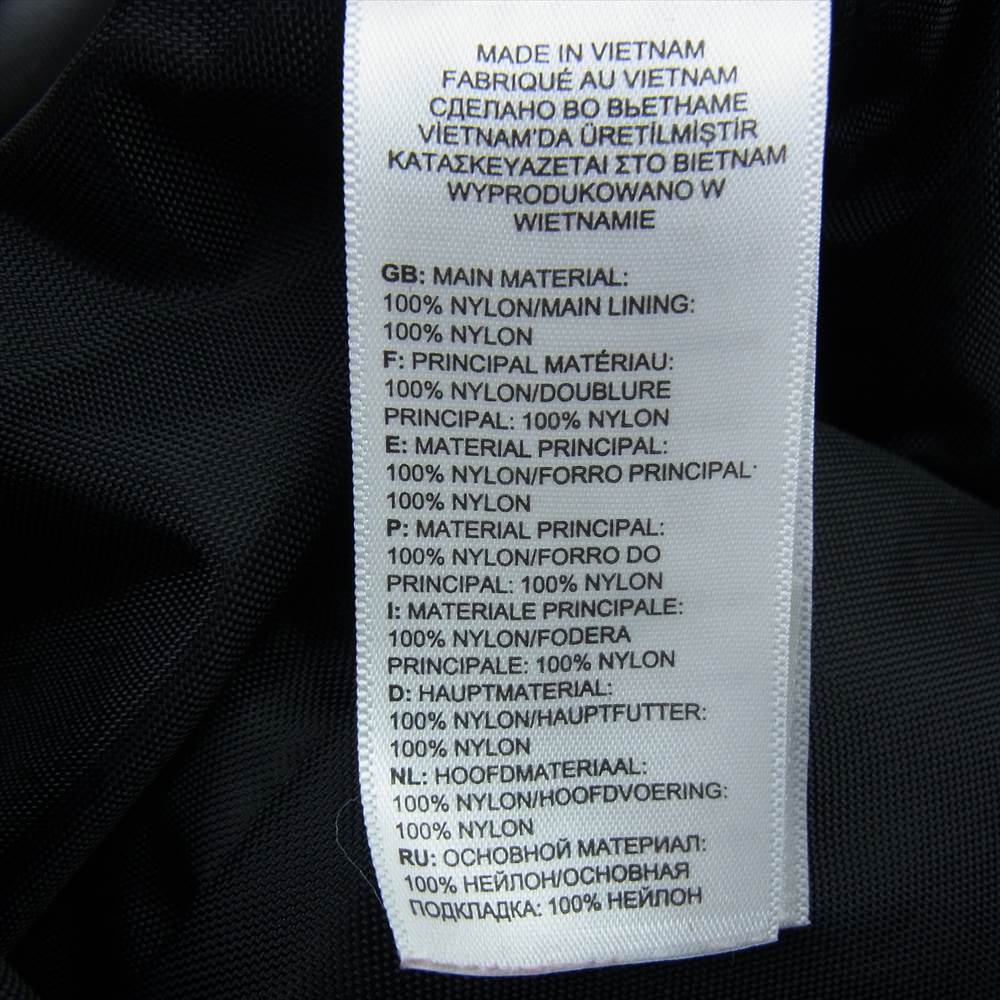 MADE IN VIETNAM
FABRIQUÉ AU VIETNAM
СДЕЛАНО ВО ВЬЕТНАМЕ
VİETNAM'DA ÜRETİLMİŞTİR
ΚΑΤΑΣΚΕΥΑΖΕΤΑΙ ΣΤΟ ΒΙΕΤΝΑΜ
WYPRODUKOWANO W
WIETNAMIE
GB: MAIN MATERIAL:
100% NYLON/MAIN LINING:
100% NYLON
F: PRINCIPAL MATÉRIAU:
100% NYLON/DOUBLURE
PRINCIPAL: 100% NYLON
E: MATERIAL PRINCIPAL:
100% NYLON/FORRO PRINCIPAL:
100% NYLON
P: MATERIAL PRINCIPAL:
100% NYLON/FORRO DO
PRINCIPAL: 100% NYLON
I: MATERIALE PRINCIPALE:
100% NYLON/FODERA
PRINCIPALE: 100% NYLON
D: HAUPTMATERIAL:
100% NYLON/HAUPTFUTTER:
100% NYLON
NL: HOOFDMATERIAAL:
100% NYLON/HOOFDVOERING:
100% NYLON
RU: ОСНОВНОЙ МАТЕРИАЛ:
100% НЕЙЛОН/ОСНОВНАЯ
ПОДКЛАДКА: 100% НЕЙЛОН